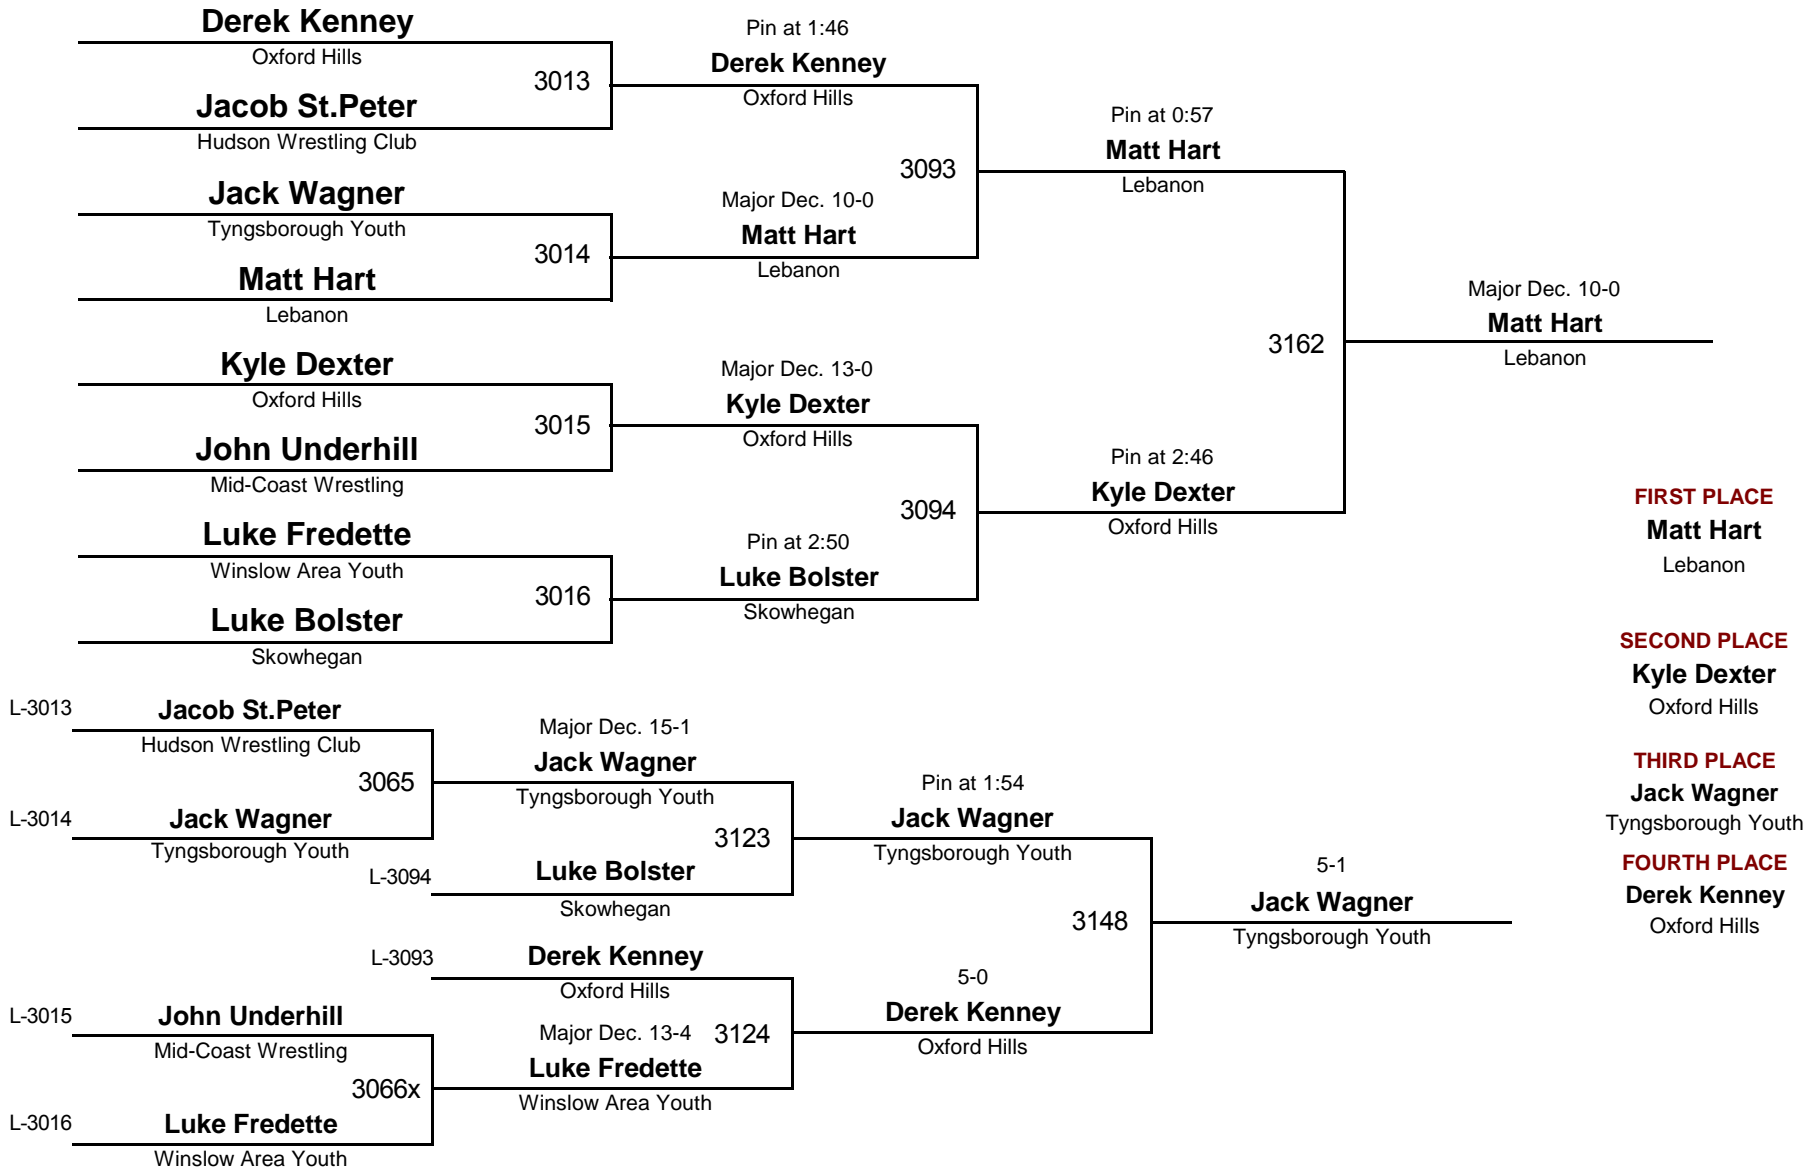 Derek Kenney
Oxford Hills
3013
Jacob St.Peter
Hudson Wrestling Club
Jack Wagner
Tyngsborough Youth
3014
Matt Hart
Lebanon
Kyle Dexter
Oxford Hills
3015
John Underhill
Mid-Coast Wrestling
Luke Fredette
Winslow Area Youth
3016
Luke Bolster
Skowhegan
Pin at 1:46
Derek Kenney
Oxford Hills
3093
Major Dec. 10-0
Matt Hart
Lebanon
Major Dec. 13-0
Kyle Dexter
Oxford Hills
3094
Pin at 2:50
Luke Bolster
Skowhegan
Pin at 0:57
Matt Hart
Lebanon
3162
Pin at 2:46
Kyle Dexter
Oxford Hills
Major Dec. 10-0
Matt Hart
Lebanon
L-3013
Jacob St.Peter
Hudson Wrestling Club
3065
L-3014
Jack Wagner
Tyngsborough Youth
Major Dec. 15-1
Jack Wagner
Tyngsborough Youth
3123
L-3094
Luke Bolster
Skowhegan
L-3093
Derek Kenney
Oxford Hills
3124
L-3015
John Underhill
Mid-Coast Wrestling
3066x
L-3016
Luke Fredette
Winslow Area Youth
Major Dec. 13-4
Luke Fredette
Winslow Area Youth
Pin at 1:54
Jack Wagner
Tyngsborough Youth
3148
5-0
Derek Kenney
Oxford Hills
5-1
Jack Wagner
Tyngsborough Youth
FIRST PLACE
Matt Hart
Lebanon
SECOND PLACE
Kyle Dexter
Oxford Hills
THIRD PLACE
Jack Wagner
Tyngsborough Youth
FOURTH PLACE
Derek Kenney
Oxford Hills